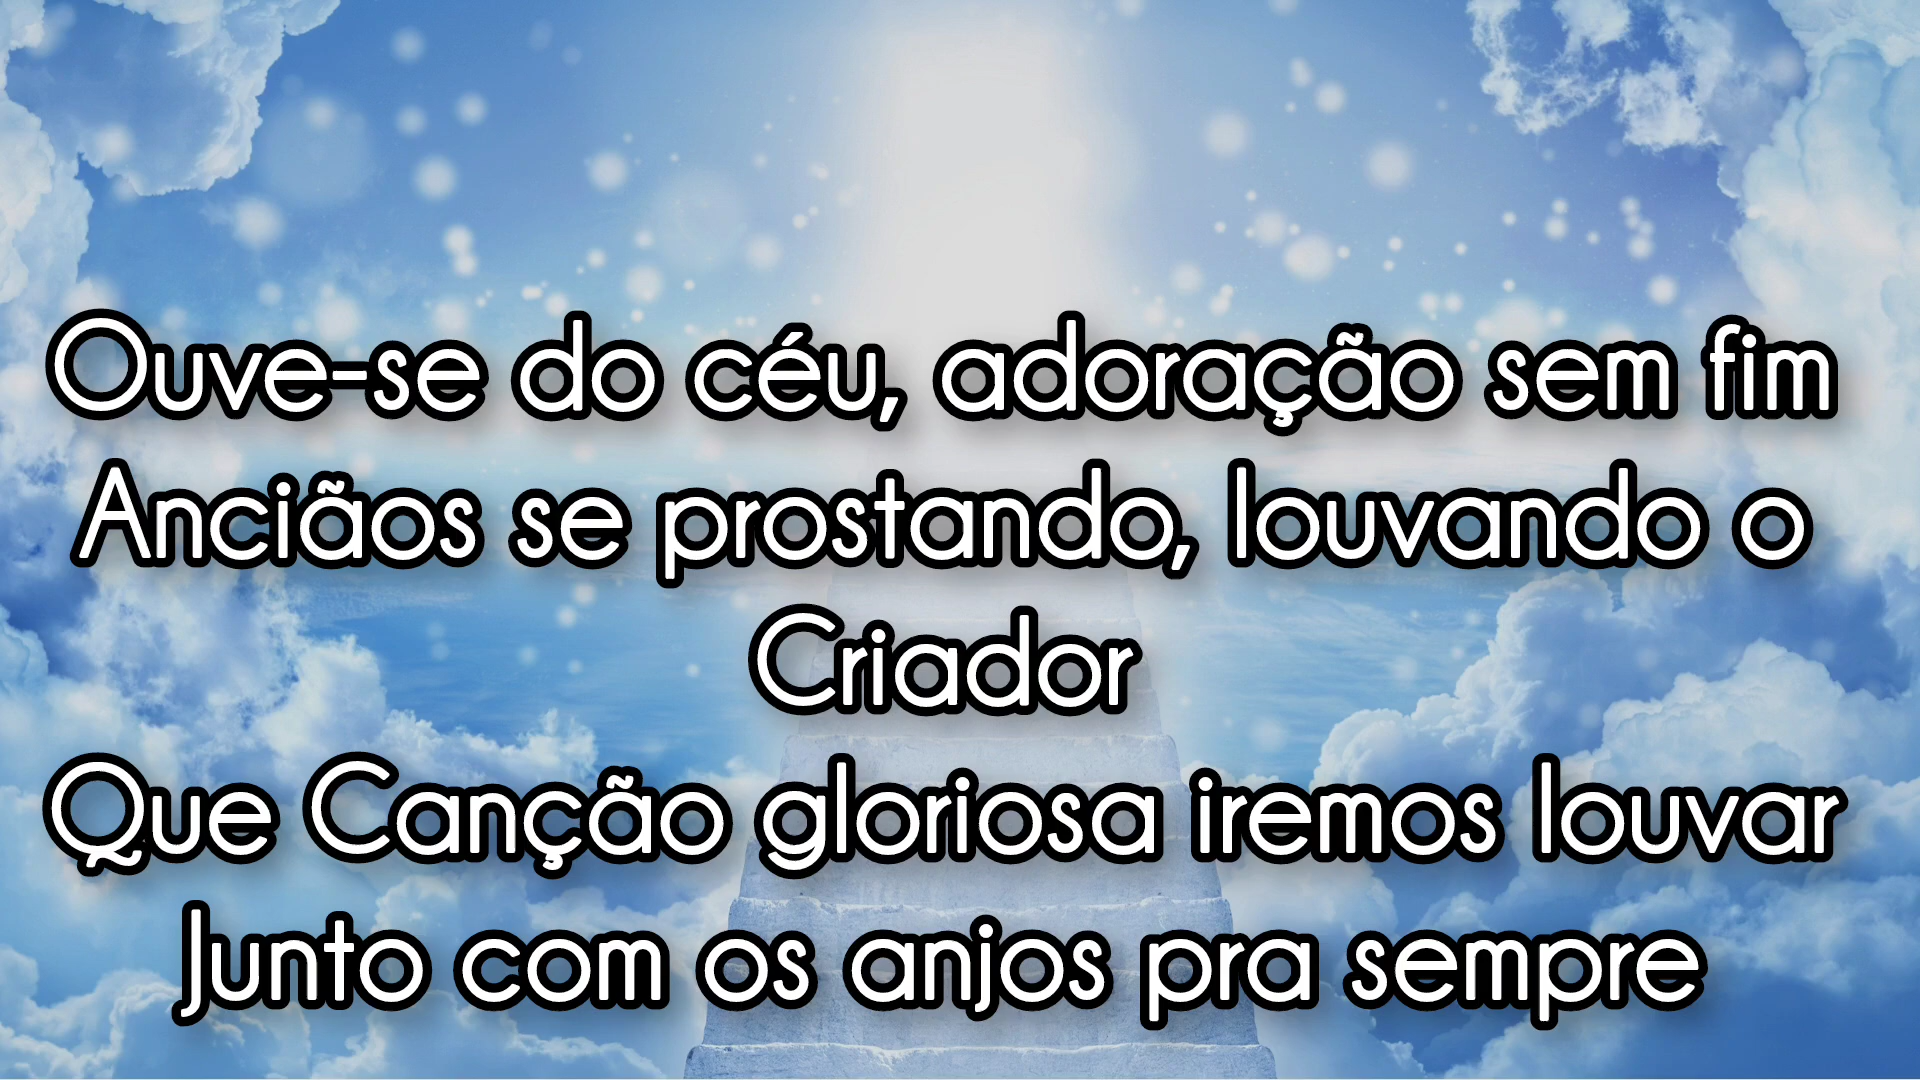 Ouve-se do céu, adoração sem fim
Anciãos se prostando, louvando o
Criador
Que Canção gloriosa iremos louvar
Junto com os anjos pra sempre